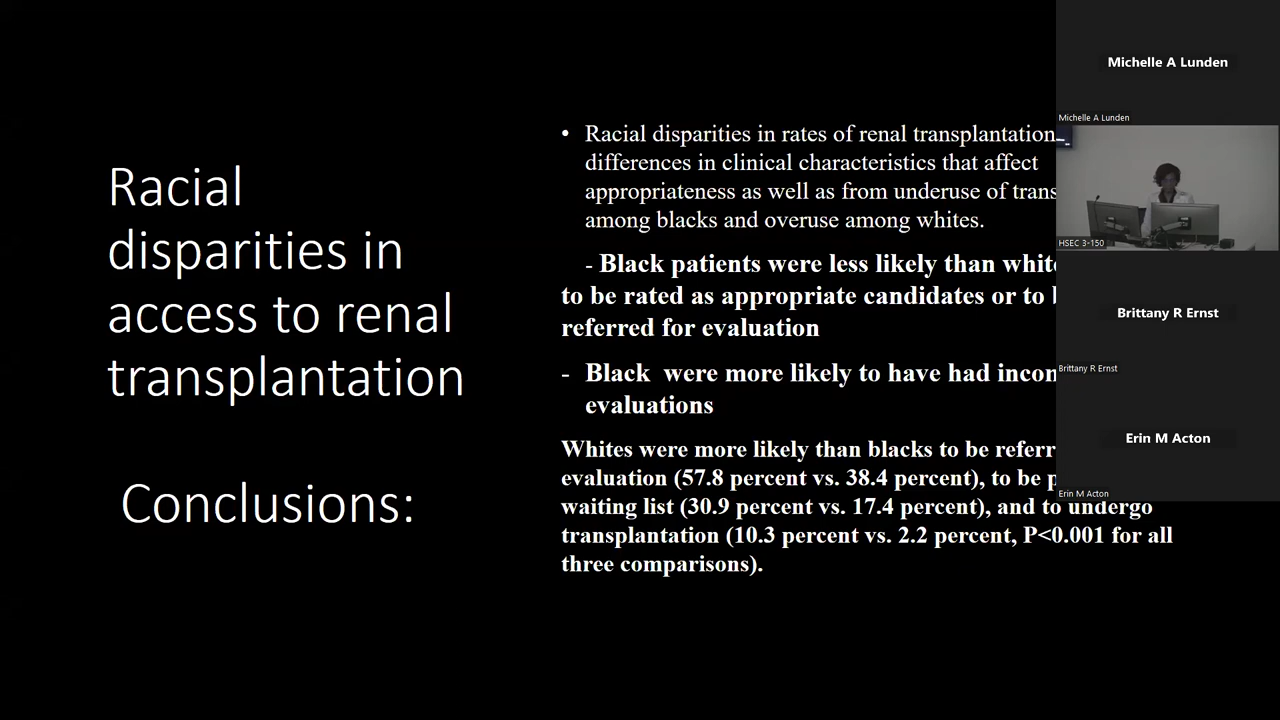 Racial
disparities in
access to renal
transplantation
Conclusions:
• Racial disparities in rates of renal transplantation
differences in clinical characteristics that affect
appropriateness as well as from underuse of
among blacks and overuse among whites.
- Black patients were less likely than
to be rated as appropriate candidates or to
referred for evaluation
- Black were more likely to have had
evaluations
Whites were more likely than blacks to be
evaluation (57.8 percent vs. 38.4 percent), to be
waiting list (30.9 percent vs. 17.4 percent), and to undergo
transplantation (10.3 percent vs. 2.2 percent, P<0.001 for all
three comparisons).
Michelle A Lunden
Michelle A Lunden
HSEC 3-150
Brittany R Ernst
Brittany R Ernst
Erin M Acton
Erin M Acton